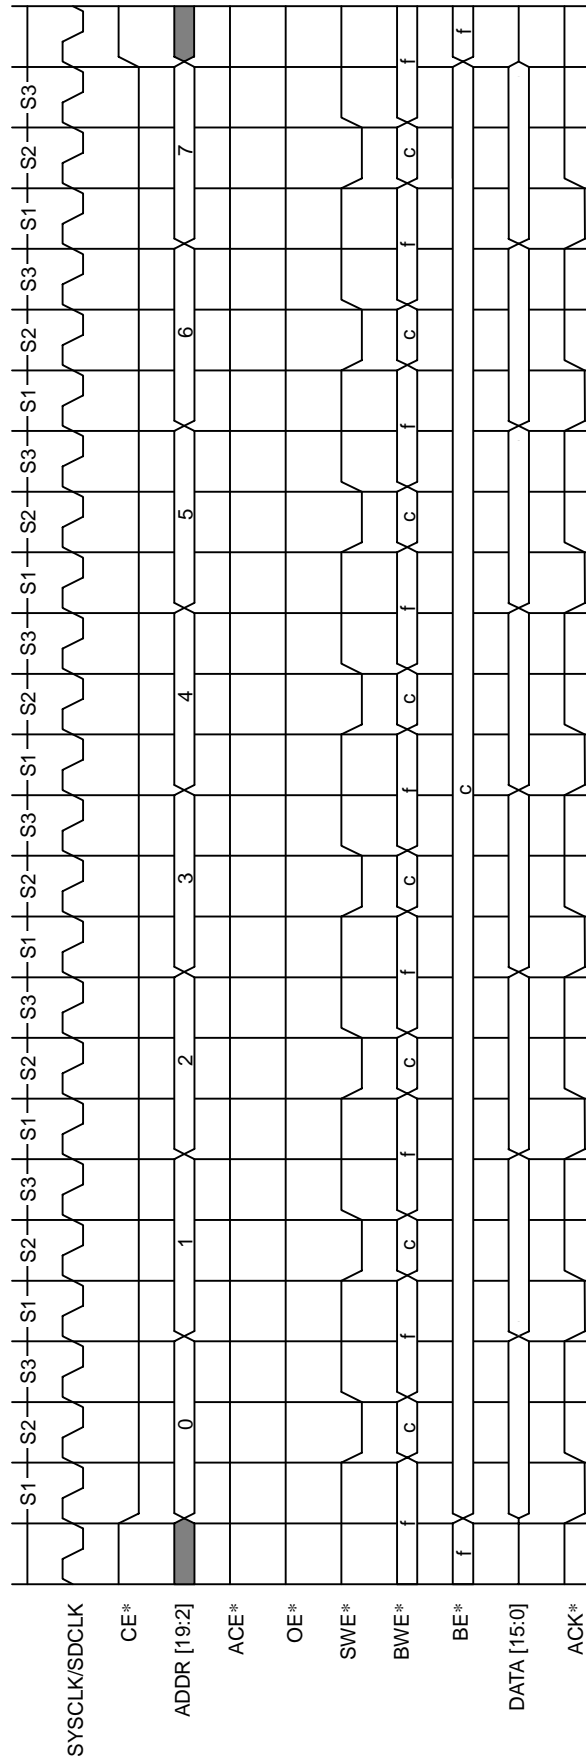 S1 S2 S3 S1 S2 S3 S1 S2 S3 S1 S2 S3 S1 S2 S3 S1 S2 S3 S1 S2 S3 S1 S2 S3
SYSCLK/SDCLK
CE*
ADDR [19:2] 0 1 2 3 4 5 6 7
ACE*
OE*
SWE*
BWE* f c f c f c f c f c f c f c f c f
BE* f c f
DATA [15:0]
ACK*